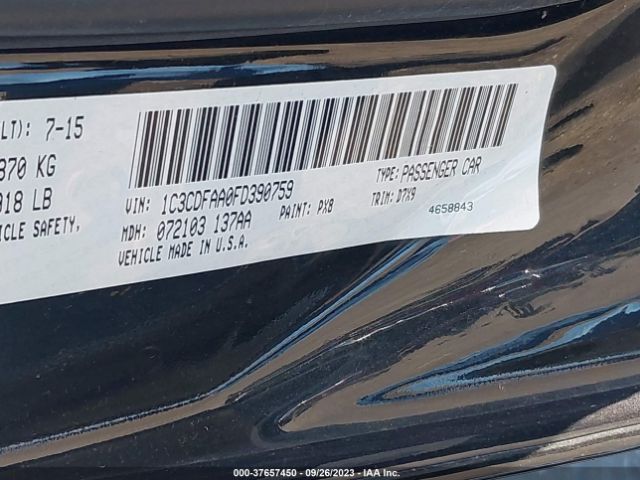 LT): 7-15
870 KG
018 LB
ICLE SAFETY,
VIN: 1C3CDFAA0FD390759
TYPE: PASSENGER CAR
MDH: 072103 137AA
PAINT: PX8
TRIM: D7X9
VEHICLE MADE IN U.S.A.
4658843
000-37657450 - 09/26/2023 - IAA Inc.